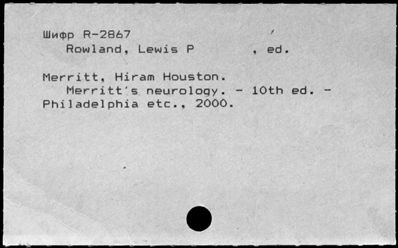 Шифр R-2867
Rowland, Lewis P , ed.
Merritt, Hiram Houston.
Merritt's neurology. - 10th ed. -
Philadelphia etc., 2000.